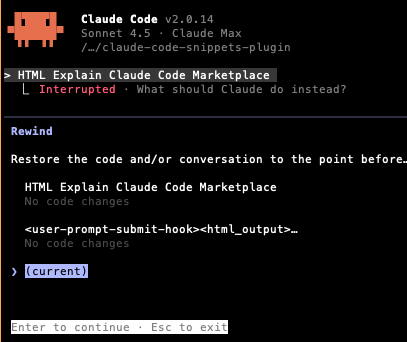 Claude Code v2.0.14
Sonnet 4.5 · Claude Max
/…/claude-code-snippets-plugin
> HTML Explain Claude Code Marketplace
⎿ Interrupted · What should Claude do instead?
Rewind
Restore the code and/or conversation to the point before…
HTML Explain Claude Code Marketplace
No code changes
<user-prompt-submit-hook><html_output>…
No code changes
❯ (current)
Enter to continue · Esc to exit